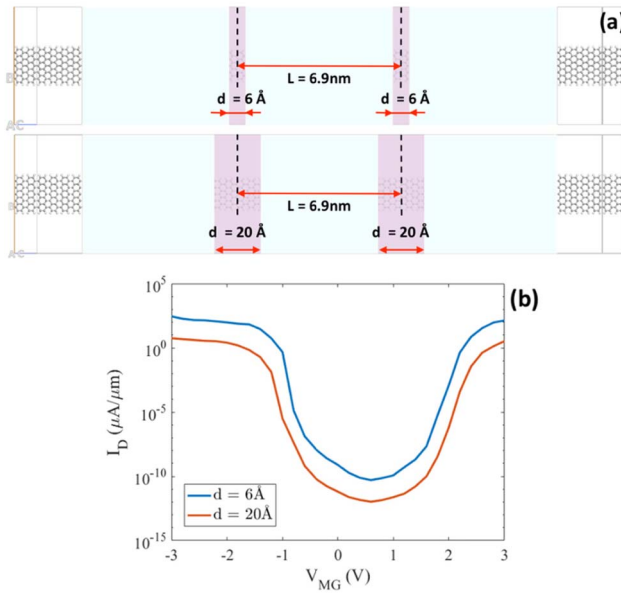 (a)
L = 6.9nm
d = 6 Å d = 6 Å
B
A C
L = 6.9nm
d = 20 Å d = 20 Å
A C
(b)
10^5
10^0
10^-5
10^-10
10^-15
I_D (μA/μm)
d = 6Å
d = 20Å
-3 -2 -1 0 1 2 3
V_MG (V)